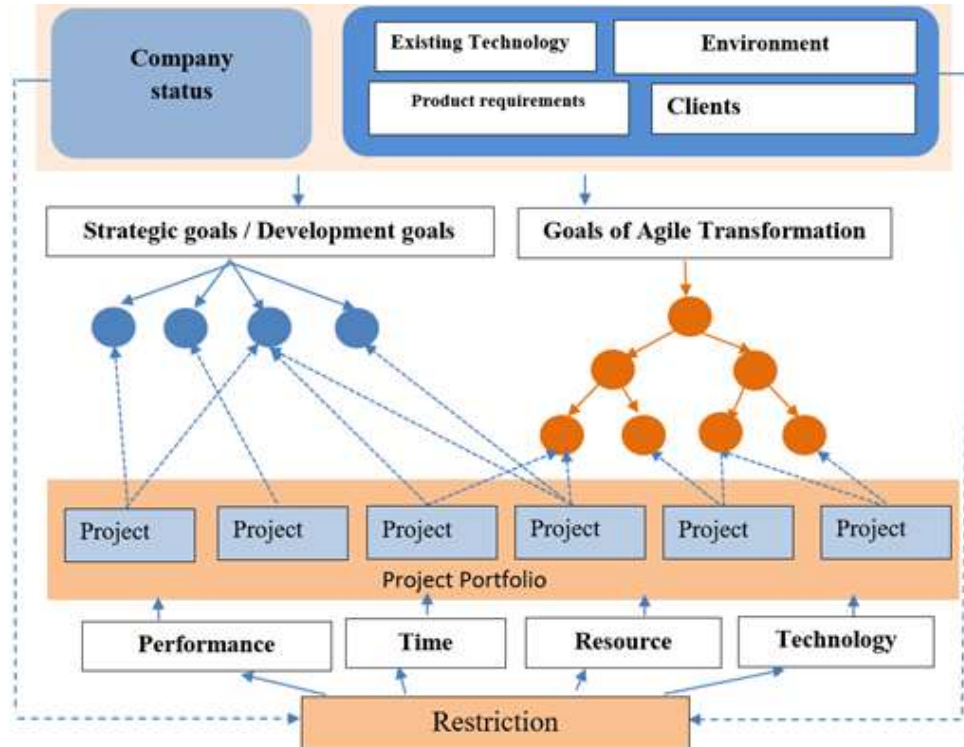 Company
status
Existing Technology
Environment
Product requirements
Clients
Strategic goals / Development goals
Goals of Agile Transformation
Project
Project
Project
Project
Project
Project
Project Portfolio
Performance
Time
Resource
Technology
Restriction